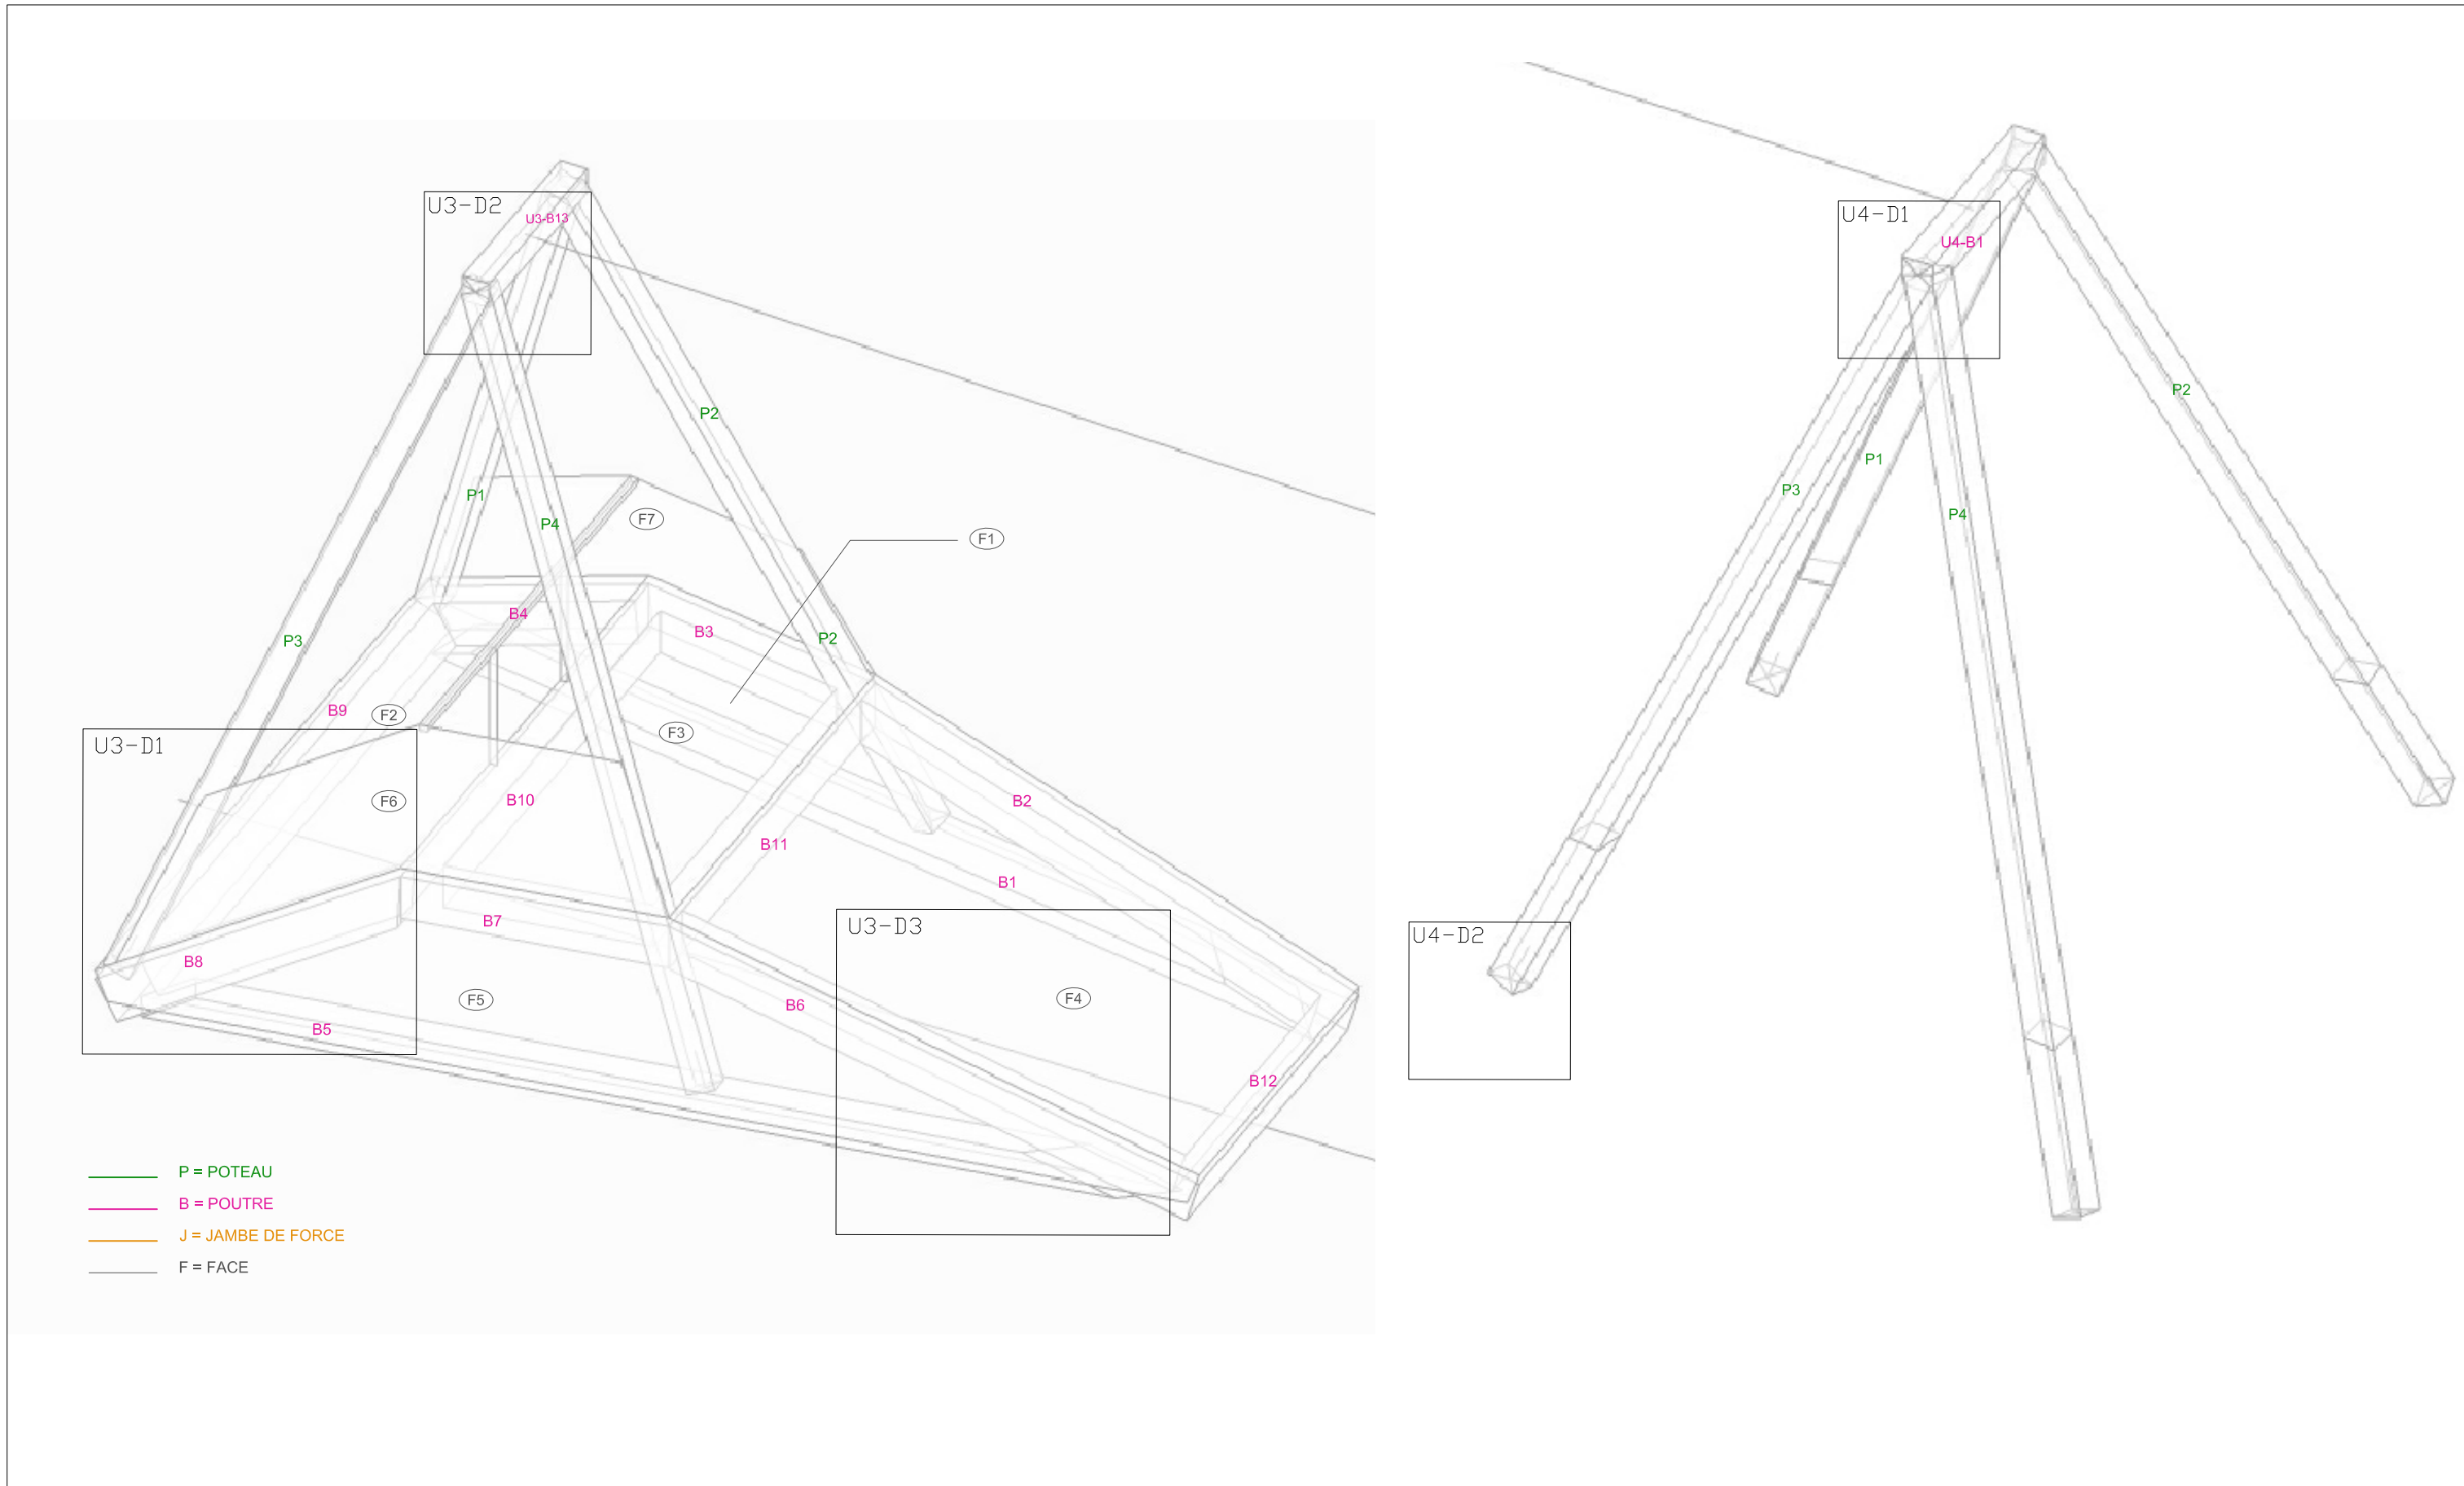 U3-D2
U3-B13
P2
P1
P4
F7
F1
B4
B3
P2
P3
B9
F2
F3
U3-D1
F6
B10
B2
B11
B1
B7
U3-D3
B8
F5
B6
F4
B5
B12
P = POTEAU
B = POUTRE
J = JAMBE DE FORCE
F = FACE
U4-D1
U4-B1
P2
P1
P3
P4
U4-D2